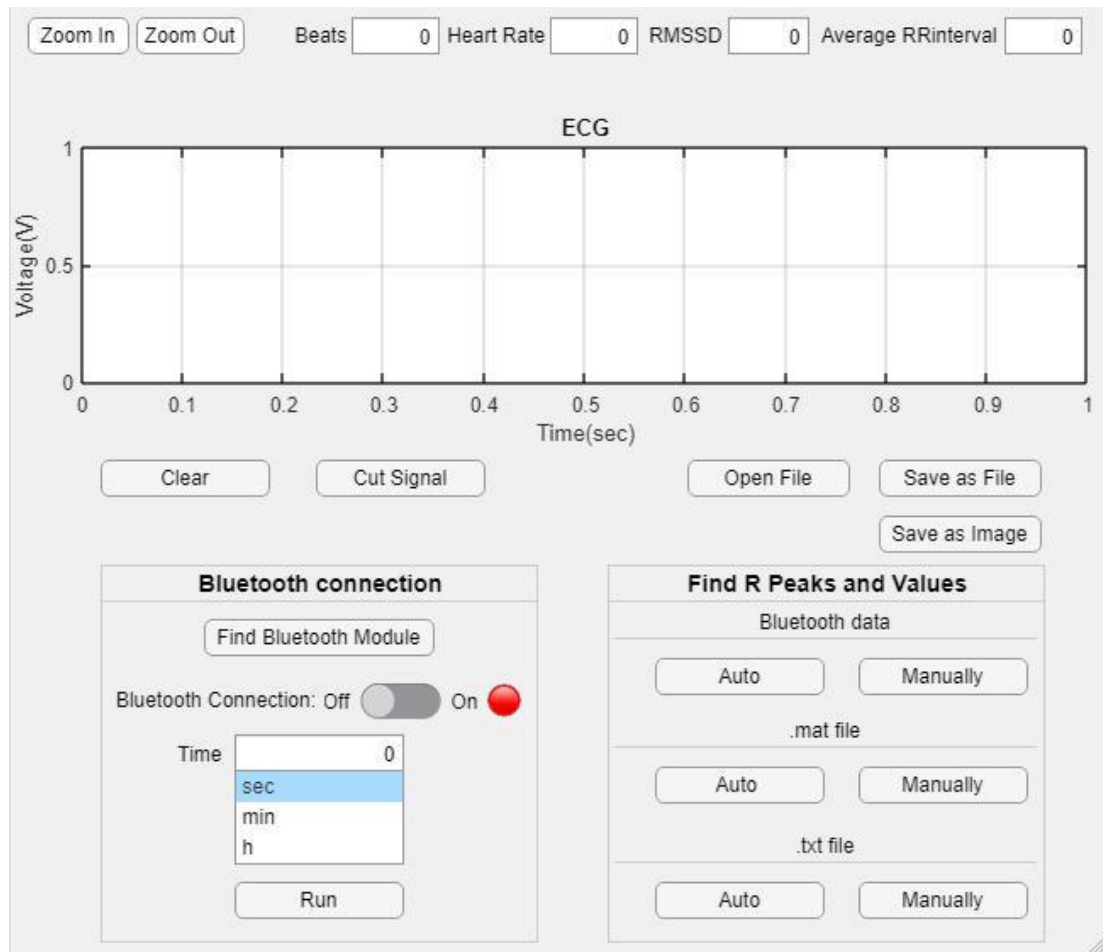 Zoom In Zoom Out Beats 0 Heart Rate 0 RMSSD 0 Average RRinterval 0
ECG
1
0.5
0
Voltage(V)
0 0.1 0.2 0.3 0.4 0.5 0.6 0.7 0.8 0.9 1
Time(sec)
Clear Cut Signal Open File Save as File
Save as Image
Bluetooth connection
Find Bluetooth Module
Bluetooth Connection: Off On
Time 0
sec
min
h
Run
Find R Peaks and Values
Bluetooth data
Auto Manually
.mat file
Auto Manually
.txt file
Auto Manually